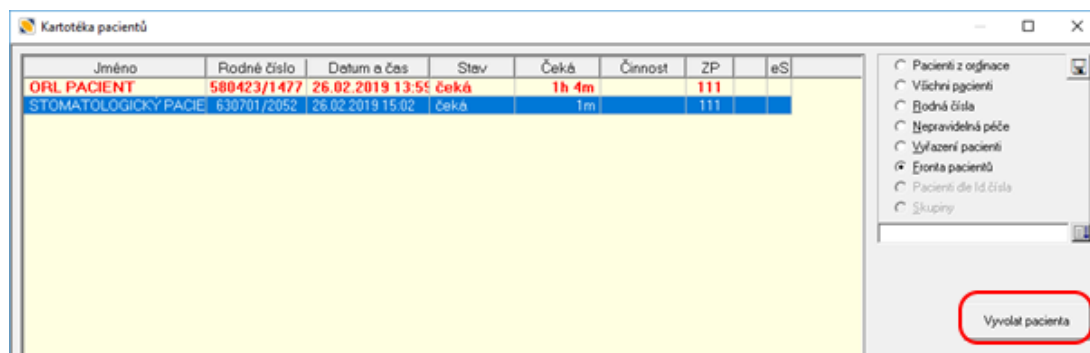 Kartotéka pacientů
Jméno Rodné číslo Datum a čas Stav Čeká Činnost ZP eS
ORL PACIENT 580423/1477 26.02.2019 13:59 čeká 1h 4m 111
STOMATOLOGICKÝ PACIE 630701/2052 26.02.2019 15:02 čeká 1m 111
Pacienti z ordinace
Všichni pacienti
Rodná čísla
Nepravidelná péče
Vyřazení pacienti
Fronta pacientů
Pacienti dle Id.čísla
Skupiny
Vyvolat pacienta